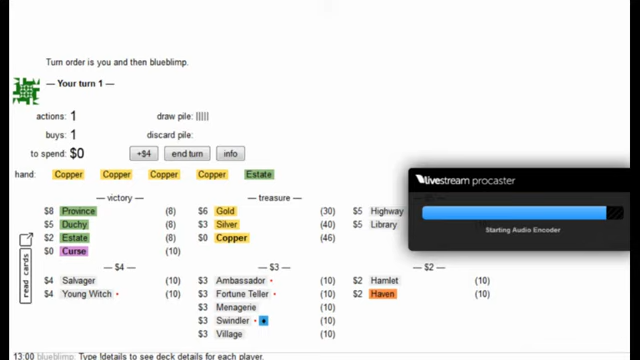 Turn order is you and then blueblimp.
— Your turn 1 —
actions: 1 draw pile: |||||
buys: 1 discard pile:
to spend: $0 +$4 end turn info
hand: Copper Copper Copper Copper Estate
— victory — — treasure —
$8 Province (8) $6 Gold (30) $5 Highway
$5 Duchy (8) $3 Silver (40) $5 Library
$2 Estate (8) $0 Copper (46)
$0 Curse (10)
livestream procaster
Starting Audio Encoder
read cards
— $4 — — $3 — — $2 —
$4 Salvager (10) $3 Ambassador (10) $2 Hamlet (10)
$4 Young Witch (10) $3 Fortune Teller (10) $2 Haven (10)
$3 Menagerie (10)
$3 Swindler (10)
$3 Village (10)
13:00 blueblimp: Type !details to see deck details for each player.